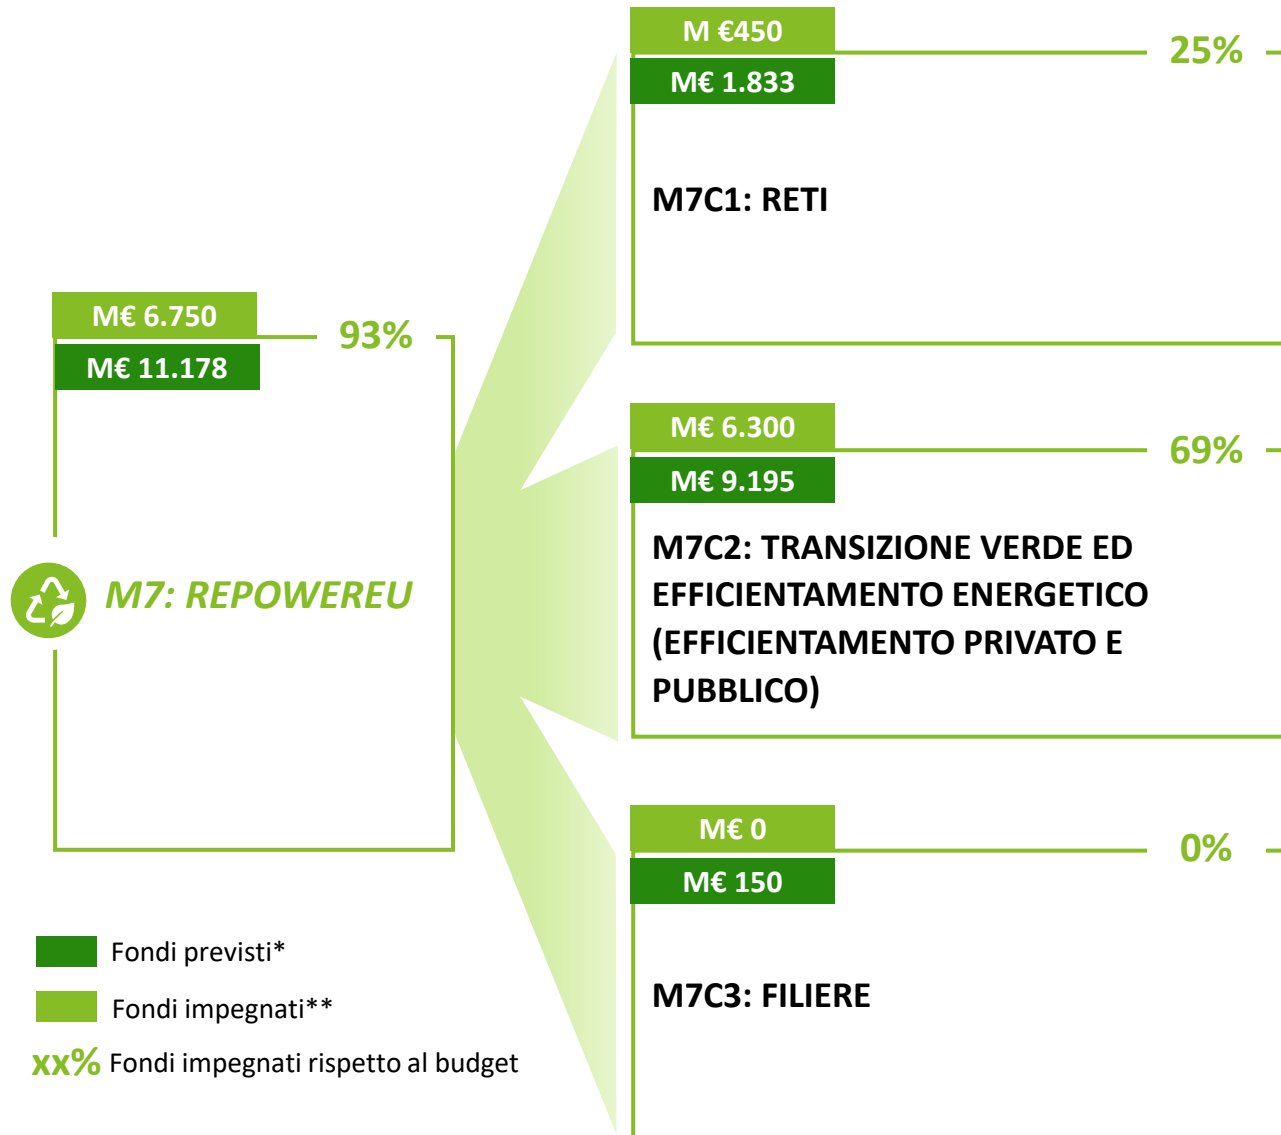 M€ 6.750
93%
M€ 11.178
M7: REPOWEREU
M €450
25%
M€ 1.833
M7C1: RETI
M€ 6.300
69%
M€ 9.195
M7C2: TRANSIZIONE VERDE ED
EFFICIENTAMENTO ENERGETICO
(EFFICIENTAMENTO PRIVATO E
PUBBLICO)
M€ 0
0%
M€ 150
M7C3: FILIERE
Fondi previsti*
Fondi impegnati**
xx% Fondi impegnati rispetto al budget